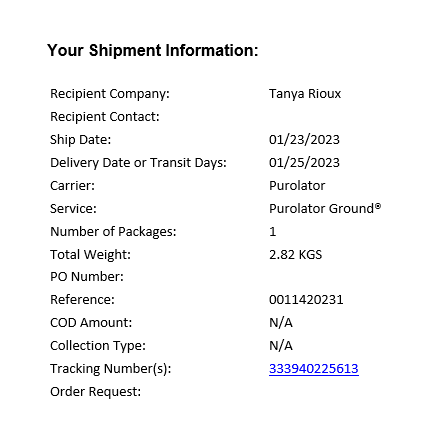 Your Shipment Information:
Recipient Company: Tanya Rioux
Recipient Contact:
Ship Date: 01/23/2023
Delivery Date or Transit Days: 01/25/2023
Carrier: Purolator
Service: Purolator Ground®
Number of Packages: 1
Total Weight: 2.82 KGS
PO Number:
Reference: 0011420231
COD Amount: N/A
Collection Type: N/A
Tracking Number(s): 333940225613
Order Request: